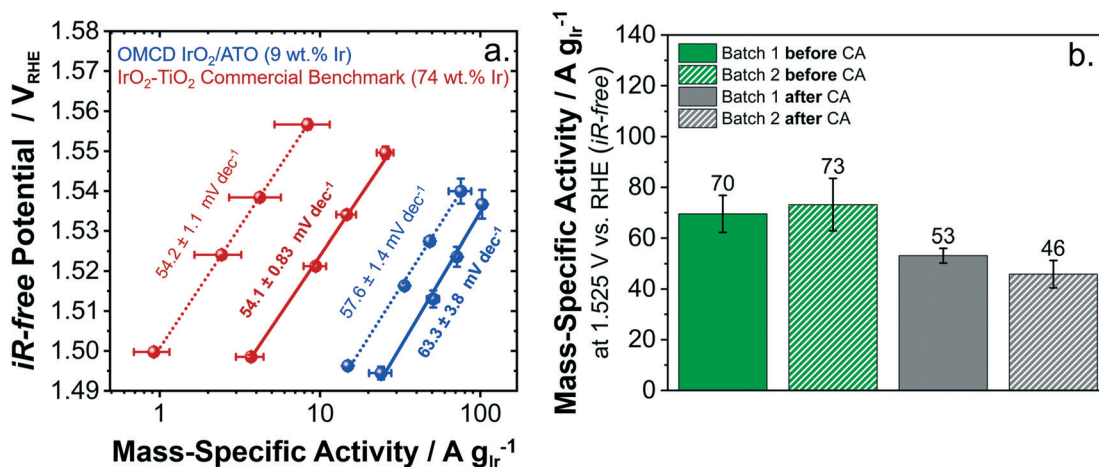 a.
OMCD IrO₂/ATO (9 wt.% Ir)
IrO₂-TiO₂ Commercial Benchmark (74 wt.% Ir)
iR-free Potential / V_RHE
1.58
1.57
1.56
1.55
1.54
1.53
1.52
1.51
1.50
1.49
54.2 ± 1.1 mV dec⁻¹
54.1 ± 0.83 mV dec⁻¹
57.6 ± 1.4 mV dec⁻¹
63.3 ± 3.8 mV dec⁻¹
1
10
100
Mass-Specific Activity / A g_Ir⁻¹
b.
Mass-Specific Activity / A g_Ir⁻¹
at 1.525 V vs. RHE (iR-free)
140
120
100
80
60
40
20
0
Batch 1 before CA
Batch 2 before CA
Batch 1 after CA
Batch 2 after CA
70
73
53
46